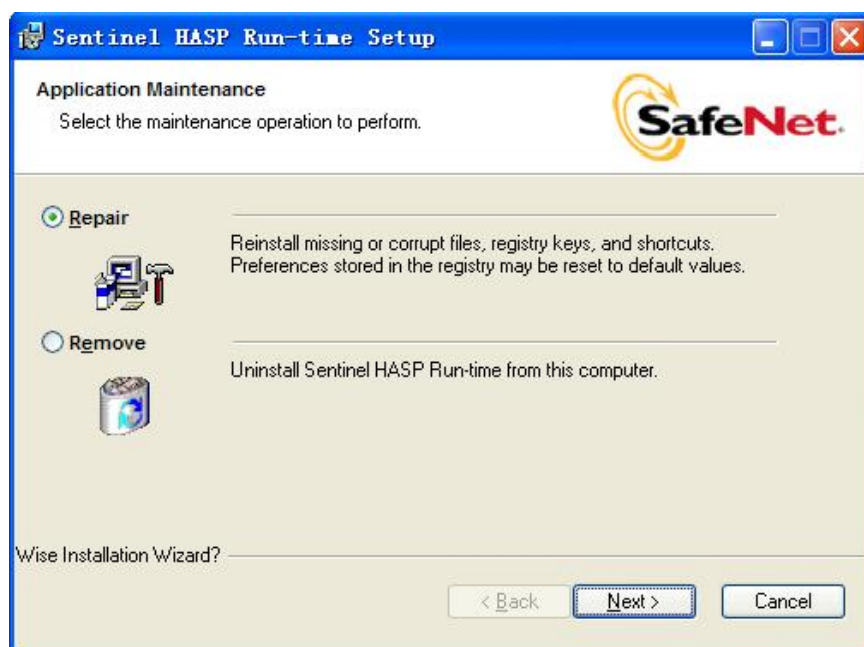 Sentinel HASP Run-time Setup
Application Maintenance
Select the maintenance operation to perform.
SafeNet.
Repair
Reinstall missing or corrupt files, registry keys, and shortcuts.
Preferences stored in the registry may be reset to default values.
Remove
Uninstall Sentinel HASP Run-time from this computer.
Wise Installation Wizard?
< Back
Next >
Cancel